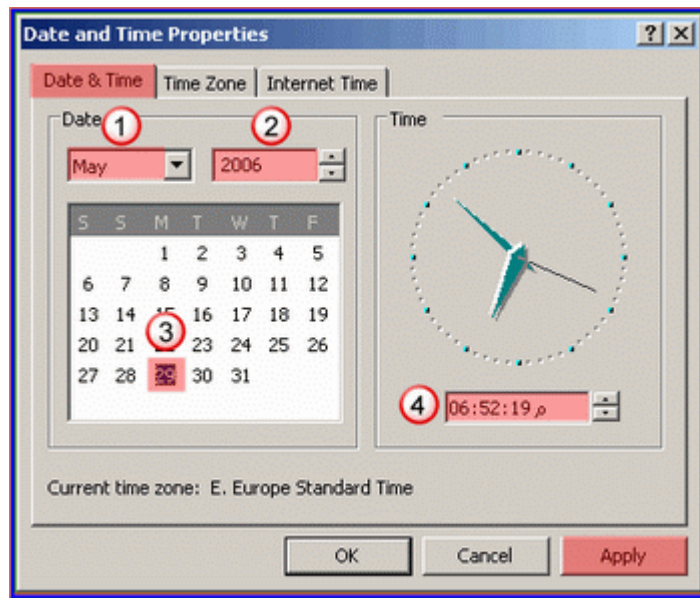 Date and Time Properties
Date & Time Time Zone Internet Time
Date Time
1 2
May 2006
S S M T W T F
1 2 3 4 5
6 7 8 9 10 11 12
13 14 16 17 18 19
3
20 21 23 24 25 26
27 28 29 30 31
4 06:52:19 م
Current time zone: E. Europe Standard Time
OK Cancel Apply